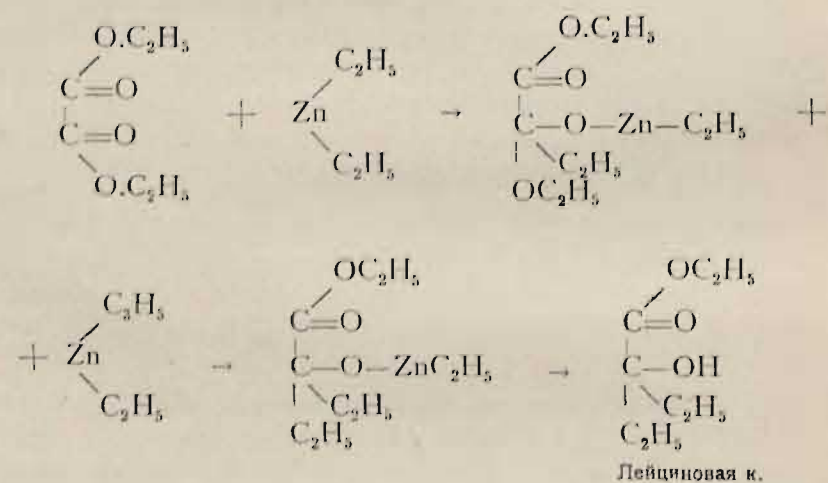 O.C₂H₅
C₂H₅ O.C₂H₅
C=O C=O
+ Zn → C—O—Zn—C₂H₅ +
C=O C₂H₅
C₂H₅ OC₂H₅
O.C₂H₅
OC₂H₅ OC₂H₅
C₃H₅ C=O C=O
+ Zn → C—O—ZnC₂H₅ → C—OH
C₂H₅ C₂H₅ C₂H₅
C₂H₅ C₂H₅
Лейциновая к.